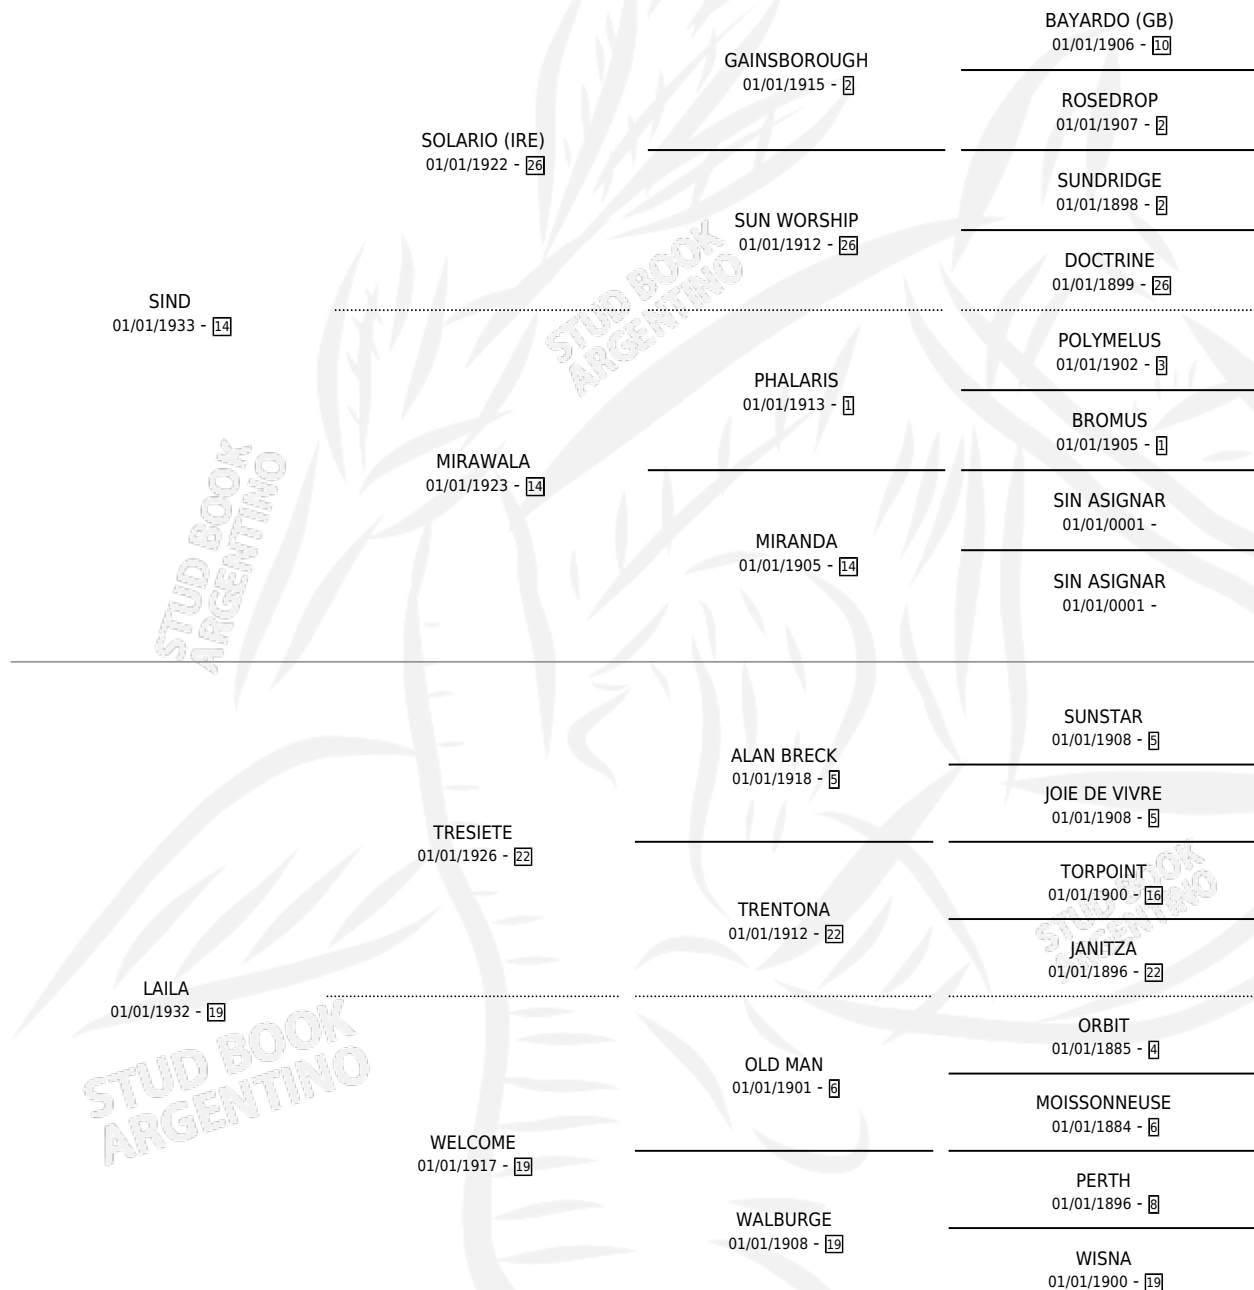 BAYARDO (GB)
01/01/1906 - 10
GAINSBOROUGH
01/01/1915 - 2
ROSEDROP
01/01/1907 - 2
SOLARIO (IRE)
01/01/1922 - 26
SUNDRIDGE
01/01/1898 - 2
SUN WORSHIP
01/01/1912 - 26
DOCTRINE
01/01/1899 - 26
SIND
01/01/1933 - 14
POLYMELUS
01/01/1902 - 3
PHALARIS
01/01/1913 - 1
BROMUS
01/01/1905 - 1
MIRAWALA
01/01/1923 - 14
SIN ASIGNAR
01/01/0001 -
MIRANDA
01/01/1905 - 14
SIN ASIGNAR
01/01/0001 -
SUNSTAR
01/01/1908 - 5
ALAN BRECK
01/01/1918 - 5
JOIE DE VIVRE
01/01/1908 - 5
TRESIETE
01/01/1926 - 22
TORPOINT
01/01/1900 - 16
TRENTONA
01/01/1912 - 22
JANITZA
01/01/1896 - 22
LAILA
01/01/1932 - 19
ORBIT
01/01/1885 - 4
OLD MAN
01/01/1901 - 6
MOISSONNEUSE
01/01/1884 - 6
WELCOME
01/01/1917 - 19
PERTH
01/01/1896 - 8
WALBURGE
01/01/1908 - 19
WISNA
01/01/1900 - 19
STUD BOOK
ARGENTINO
STUD BOOK
ARGENTINO
STUD BOOK
ARGENTINO
STUD BOOK
ARGENTINO